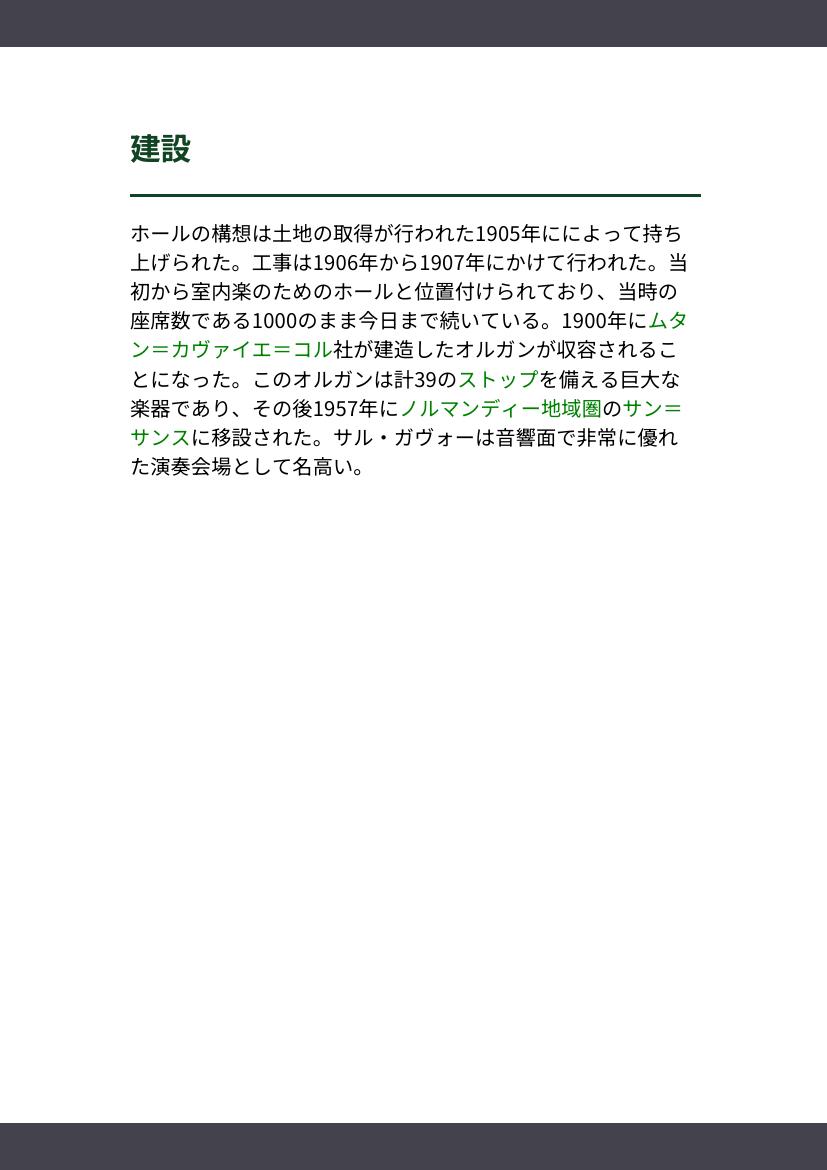 建設
ホールの構想は土地の取得が行われた1905年にによって持ち
上げられた。工事は1906年から1907年にかけて行われた。当
初から室内楽のためのホールと位置付けられており、当時の
座席数である1000のまま今日まで続いている。1900年にムタ
ン＝カヴァイエ＝コル社が建造したオルガンが収容されるこ
とになった。このオルガンは計39のストップを備える巨大な
楽器であり、その後1957年にノルマンディー地域圏のサン＝
サンスに移設された。サル・ガヴォーは音響面で非常に優れ
た演奏会場として名高い。